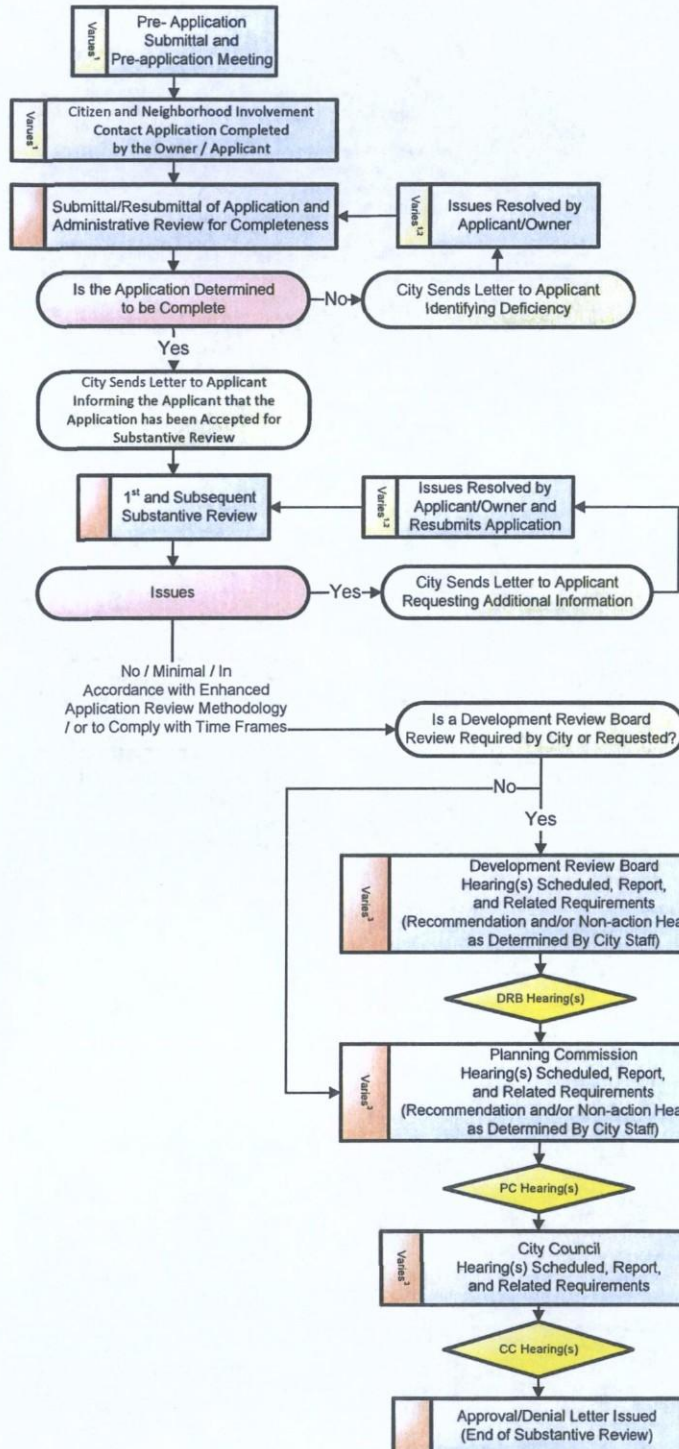 Pre- Application
Submittal and
Pre-application Meeting
Varues¹
Citizen and Neighborhood Involvement
Contact Application Completed
by the Owner / Applicant
Varues¹
Submittal/Resubmittal of Application and
Administrative Review for Completeness
Varies¹,²
Issues Resolved by
Applicant/Owner
Is the Application Determined
to be Complete
No
City Sends Letter to Applicant
Identifying Deficiency
Yes
City Sends Letter to Applicant
Informing the Applicant that the
Application has been Accepted for
Substantive Review
1st and Subsequent
Substantive Review
Varies¹,²
Issues Resolved by
Applicant/Owner and
Resubmits Application
Issues
Yes
City Sends Letter to Applicant
Requesting Additional Information
No / Minimal / In
Accordance with Enhanced
Application Review Methodology
/ or to Comply with Time Frames
Is a Development Review Board
Review Required by City or Requested?
No
Yes
Varies³
Development Review Board
Hearing(s) Scheduled, Report,
and Related Requirements
(Recommendation and/or Non-action Hea
as Determined By City Staff)
DRB Hearing(s)
Varies³
Planning Commission
Hearing(s) Scheduled, Report,
and Related Requirements
(Recommendation and/or Non-action Hea
as Determined By City Staff)
PC Hearing(s)
Varies³
City Council
Hearing(s) Scheduled, Report,
and Related Requirements
CC Hearing(s)
Approval/Denial Letter Issued
(End of Substantive Review)